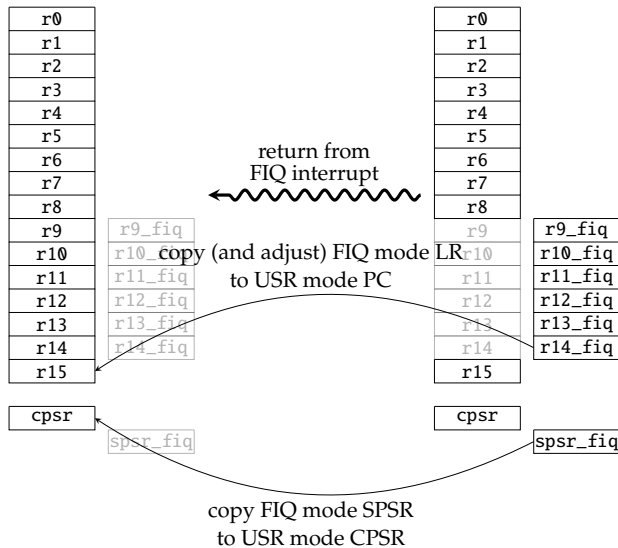 r0
r1
r2
r3
r4
r5
r6
r7
r8
r9
r10
r11
r12
r13
r14
r15
cpsr
r9_fiq
r10_fiq
r11_fiq
r12_fiq
r13_fiq
r14_fiq
spsr_fiq
return from
FIQ interrupt
copy (and adjust) FIQ mode LR
to USR mode PC
copy FIQ mode SPSR
to USR mode CPSR
r0
r1
r2
r3
r4
r5
r6
r7
r8
r9
r10
r11
r12
r13
r14
r15
cpsr
r9_fiq
r10_fiq
r11_fiq
r12_fiq
r13_fiq
r14_fiq
spsr_fiq